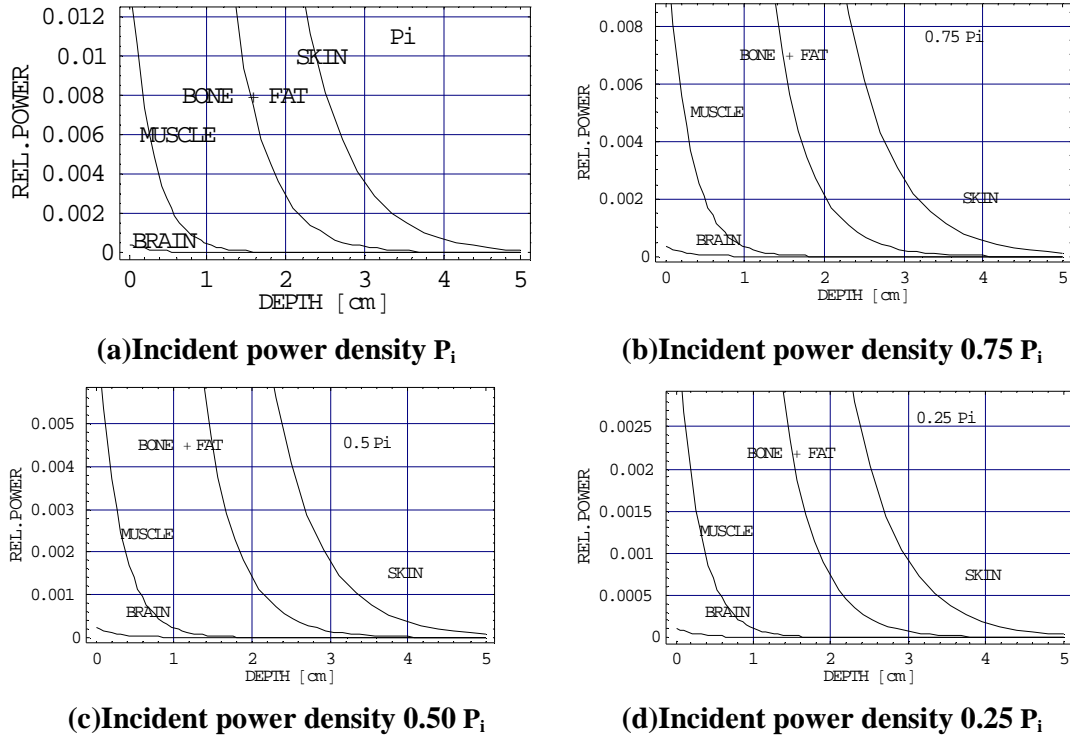 0.012
0.01
0.008
0.006
0.004
0.002
0
REL.POWER
Pi
SKIN
BONE + FAT
MUSCLE
BRAIN
0 1 2 3 4 5
DEPTH [cm]
(a)Incident power density Pi
0.008
0.006
0.004
0.002
0
REL.POWER
0.75 Pi
BONE + FAT
MUSCLE
SKIN
BRAIN
0 1 2 3 4 5
DEPTH [cm]
(b)Incident power density 0.75 Pi
0.005
0.004
0.003
0.002
0.001
0
REL.POWER
0.5 Pi
BONE + FAT
MUSCLE
SKIN
BRAIN
0 1 2 3 4 5
DEPTH [cm]
(c)Incident power density 0.50 Pi
0.0025
0.002
0.0015
0.001
0.0005
0
REL.POWER
0.25 Pi
BONE + FAT
MUSCLE
SKIN
BRAIN
0 1 2 3 4 5
DEPTH [cm]
(d)Incident power density 0.25 Pi